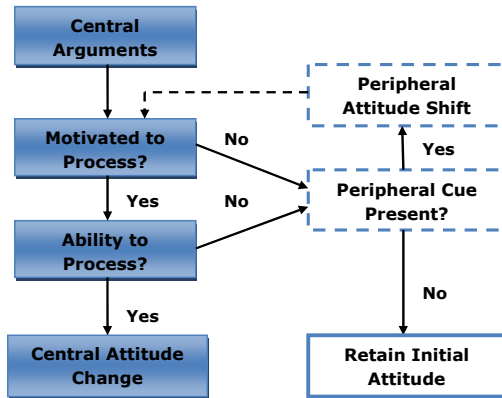 Central
Arguments
Peripheral
Attitude Shift
Motivated to
Process?
No
Yes
Peripheral Cue
Present?
Yes
No
Ability to
Process?
Yes
No
Central Attitude
Change
Retain Initial
Attitude